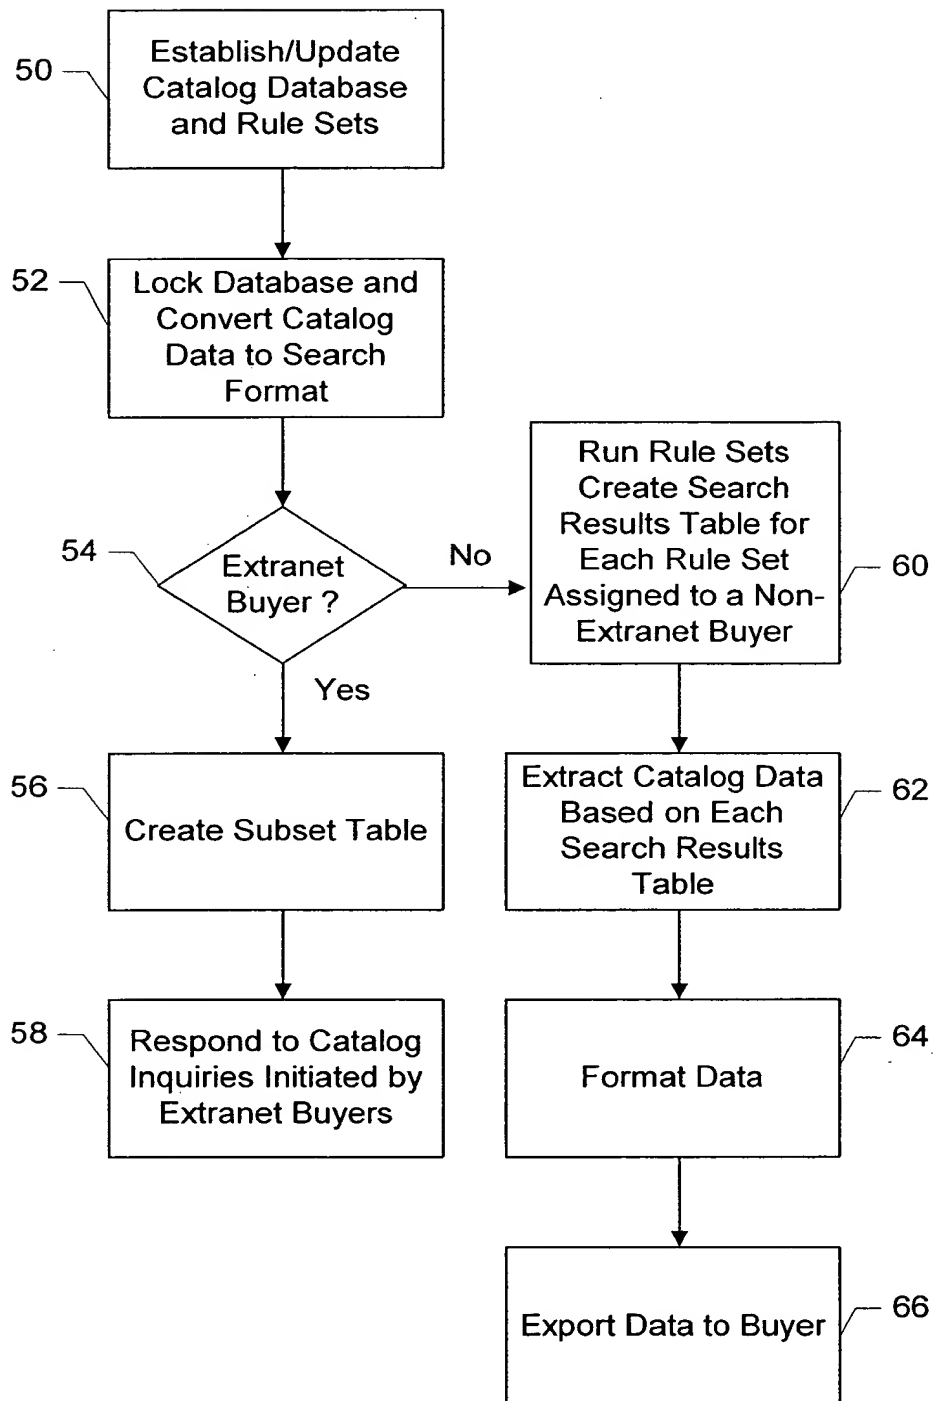 50
Establish/Update
Catalog Database
and Rule Sets
52
Lock Database and
Convert Catalog
Data to Search
Format
54
Extranet
Buyer ?
No
Yes
Run Rule Sets
Create Search
Results Table for
Each Rule Set
Assigned to a Non-
Extranet Buyer
60
56
Create Subset Table
Extract Catalog Data
Based on Each
Search Results
Table
62
58
Respond to Catalog
Inquiries Initiated by
Extranet Buyers
Format Data
64
Export Data to Buyer
66